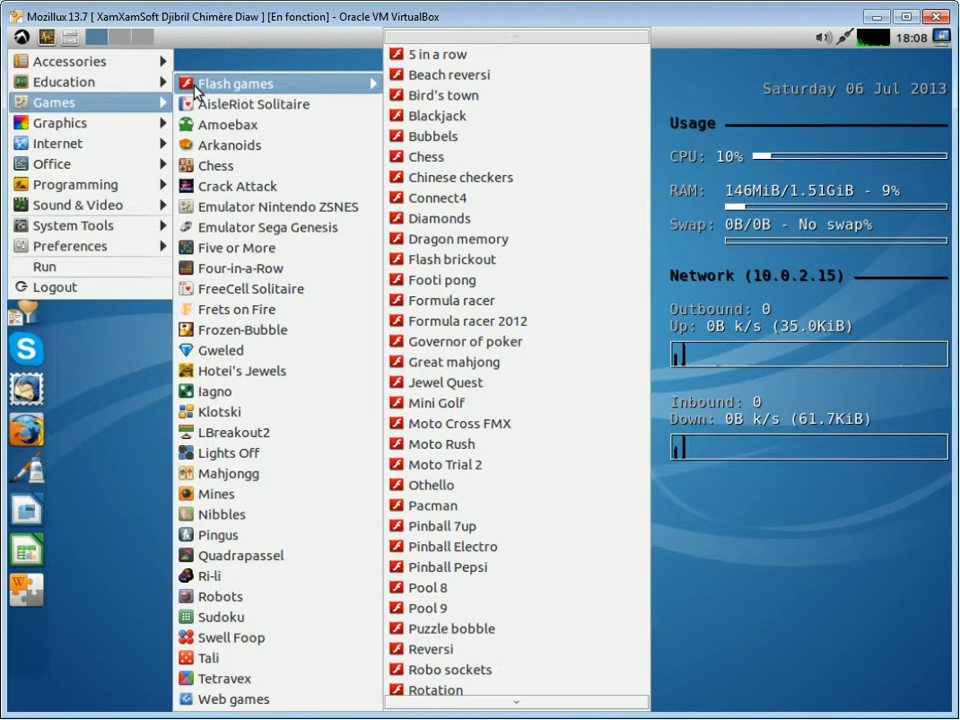 Mozillux 13.7 [ XamXamSoft Djibril Chimère Diaw ] [En fonction] - Oracle VM VirtualBox
18:08
Accessories
Education
Games
Graphics
Internet
Office
Programming
Sound & Video
System Tools
Preferences
Run
Logout
Flash games
AisleRiot Solitaire
Amoebax
Arkanoids
Chess
Crack Attack
Emulator Nintendo ZSNES
Emulator Sega Genesis
Five or More
Four-in-a-Row
FreeCell Solitaire
Frets on Fire
Frozen-Bubble
Gweled
Hotei's Jewels
Iagno
Klotski
LBreakout2
Lights Off
Mahjongg
Mines
Nibbles
Pingus
Quadrapassel
Ri-li
Robots
Sudoku
Swell Foop
Tali
Tetravex
Web games
5 in a row
Beach reversi
Bird's town
Blackjack
Bubbels
Chess
Chinese checkers
Connect4
Diamonds
Dragon memory
Flash brickout
Footi pong
Formula racer
Formula racer 2012
Governor of poker
Great mahjong
Jewel Quest
Mini Golf
Moto Cross FMX
Moto Rush
Moto Trial 2
Othello
Pacman
Pinball 7up
Pinball Electro
Pinball Pepsi
Pool 8
Pool 9
Puzzle bobble
Reversi
Robo sockets
Rotation
Saturday 06 Jul 2013
Usage
CPU: 10%
RAM: 146MiB/1.51GiB - 9%
Swap: 0B/0B - No swap%
Network (10.0.2.15)
Outbound: 0
Up: 0B k/s (35.0KiB)
Inbound: 0
Down: 0B k/s (61.7KiB)